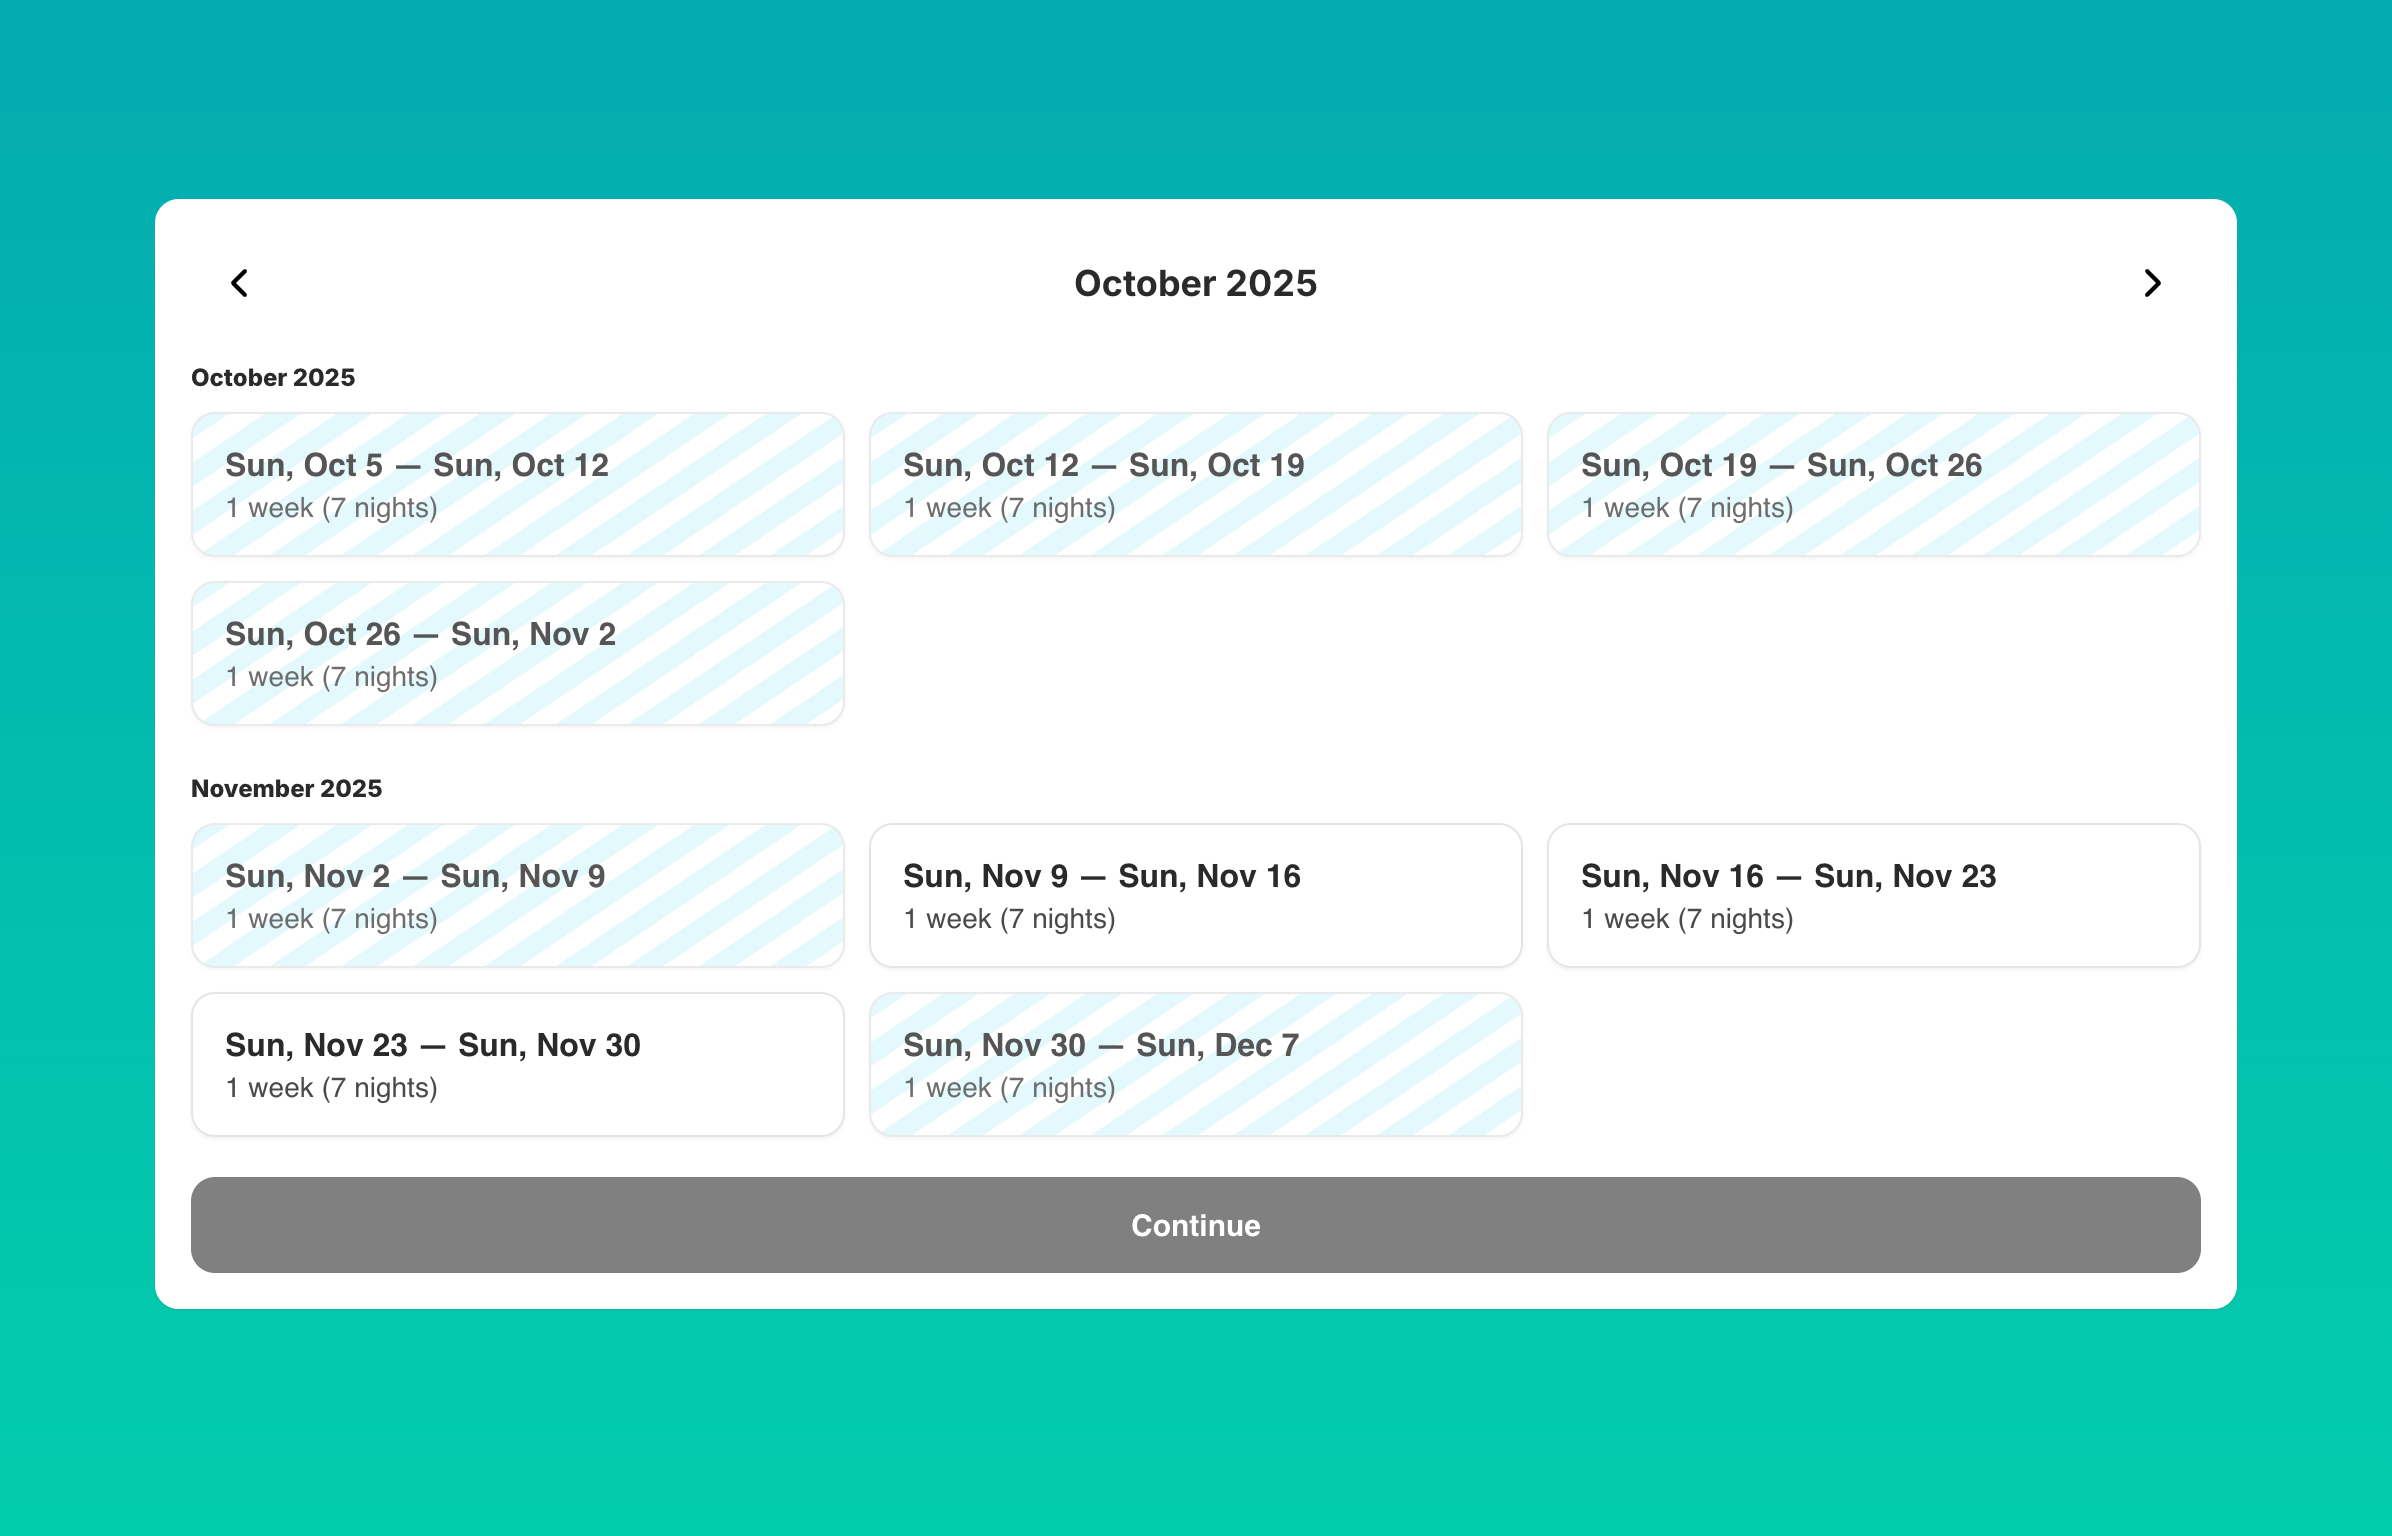 October 2025
October 2025
Sun, Oct 5 — Sun, Oct 12
1 week (7 nights)
Sun, Oct 12 — Sun, Oct 19
1 week (7 nights)
Sun, Oct 19 — Sun, Oct 26
1 week (7 nights)
Sun, Oct 26 — Sun, Nov 2
1 week (7 nights)
November 2025
Sun, Nov 2 — Sun, Nov 9
1 week (7 nights)
Sun, Nov 9 — Sun, Nov 16
1 week (7 nights)
Sun, Nov 16 — Sun, Nov 23
1 week (7 nights)
Sun, Nov 23 — Sun, Nov 30
1 week (7 nights)
Sun, Nov 30 — Sun, Dec 7
1 week (7 nights)
Continue